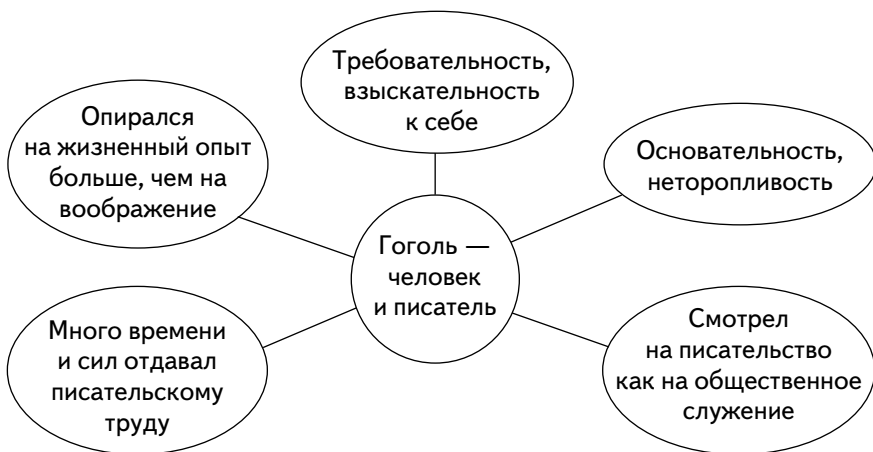 Требовательность,
взыскательность
к себе
Опирался
на жизненный опыт
больше, чем на
воображение
Основательность,
неторопливость
Гоголь —
человек
и писатель
Много времени
и сил отдавал
писательскому
труду
Смотрел
на писательство
как на общественное
служение